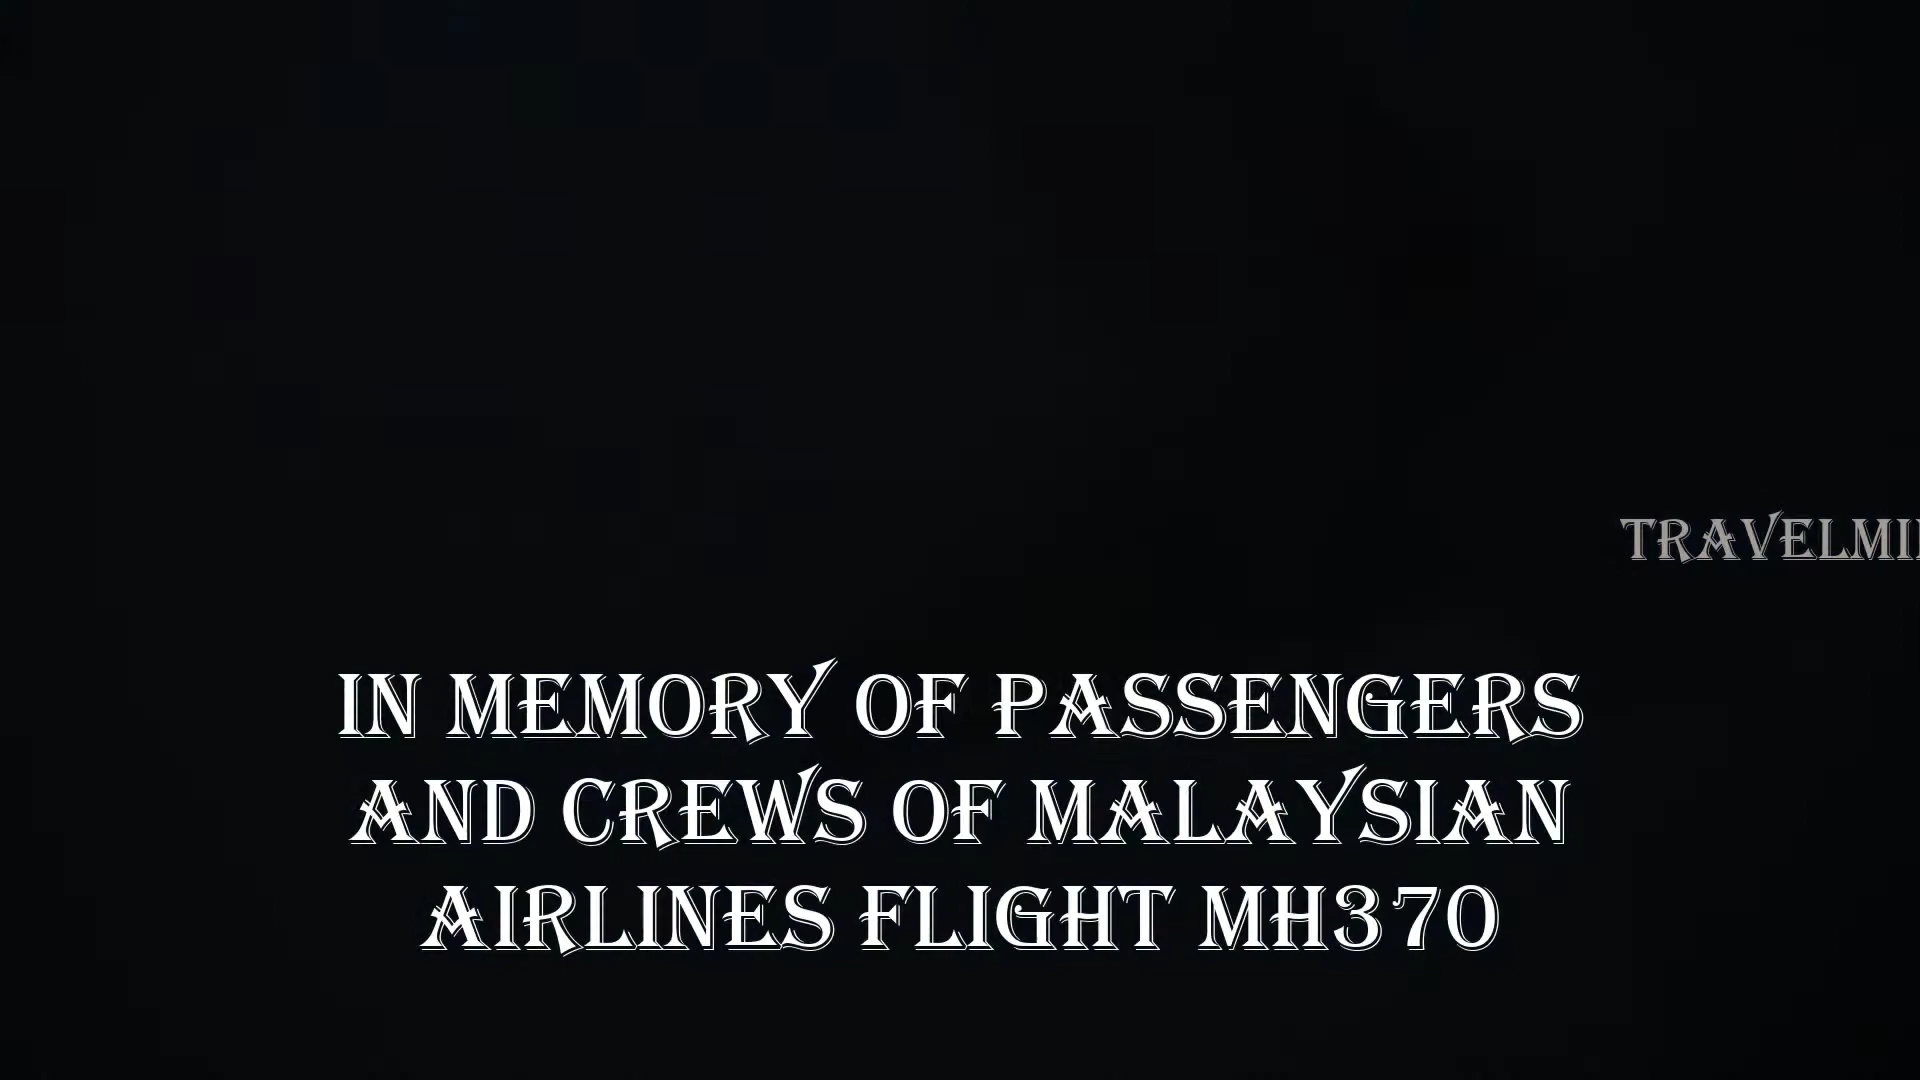 IN MEMORY OF PASSENGERS
AND CREWS OF MALAYSIAN
AIRLINES FLIGHT MH370